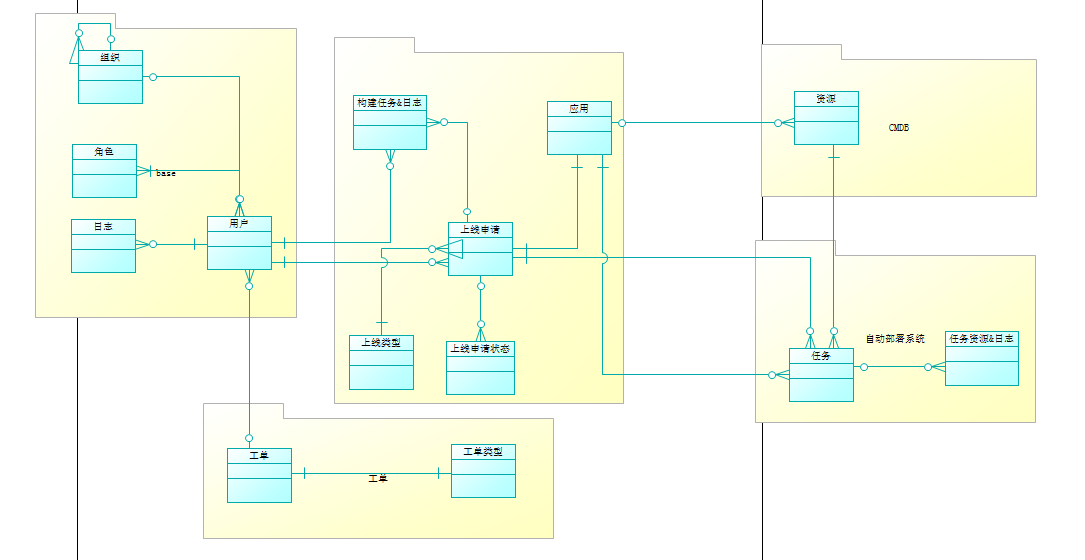 组织
角色
base
日志
用户
构建任务&日志
应用
上线申请
上线类型
上线申请状态
资源
CMDB
自动部署系统
任务
任务资源&日志
工单
工单
工单类型